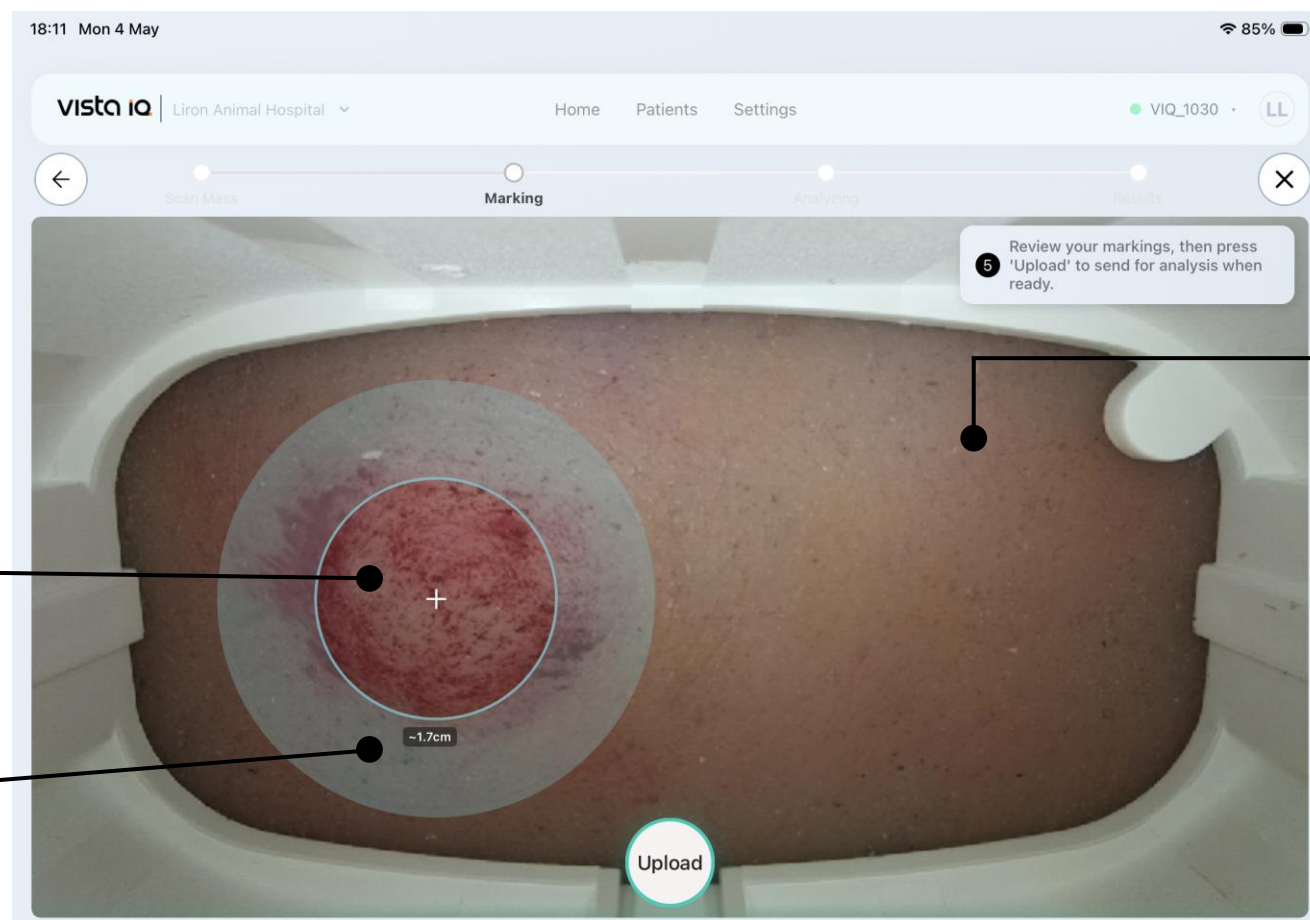 18:11 Mon 4 May
85%
vista iQ
Liron Animal Hospital
Home Patients Settings
VIQ_1030
LL
Scan Mass
Marking
Analyzing
Results
5
Review your markings, then press
'Upload' to send for analysis when
ready.
~1.7cm
Upload